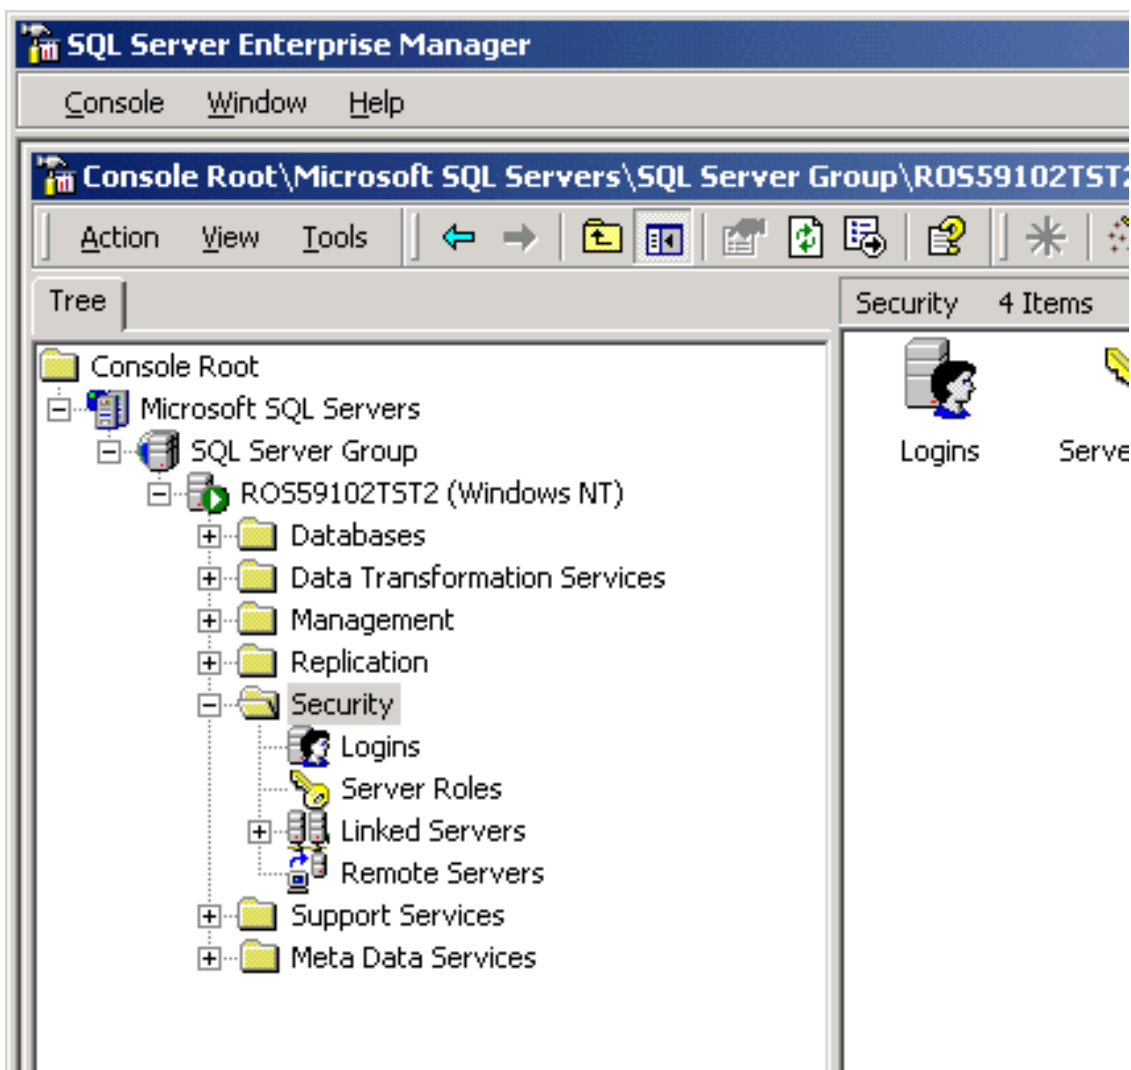 SQL Server Enterprise Manager
Console Window Help
Console Root\Microsoft SQL Servers\SQL Server Group\ROS59102TST2
Action View Tools
Tree
Security 4 Items
Console Root
Microsoft SQL Servers
SQL Server Group
ROS59102TST2 (Windows NT)
Databases
Data Transformation Services
Management
Replication
Security
Logins
Server Roles
Linked Servers
Remote Servers
Support Services
Meta Data Services
Logins